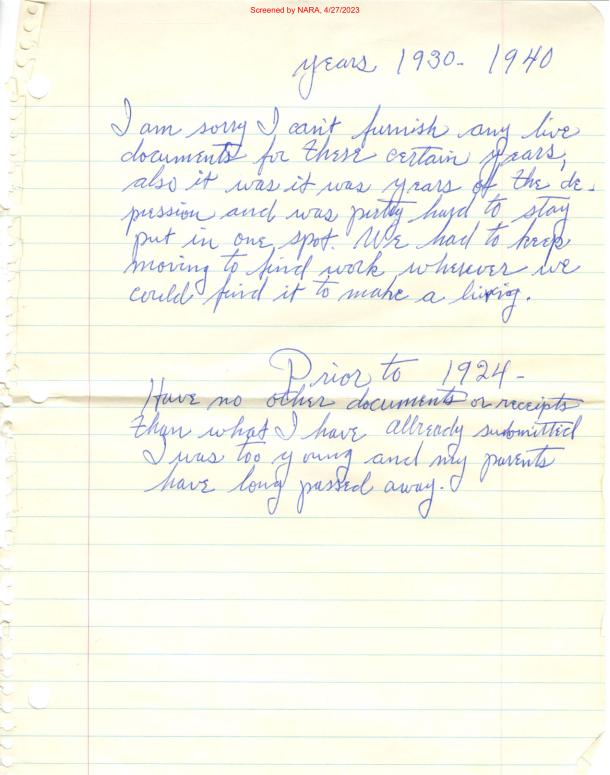 Screened by NARA, 4/27/2023
years 1930- 1940
I am sorry I can't furnish any live
documents for these certain years,
also it was it was years of the de-
pression and was pretty hard to stay
put in one spot. We had to keep
moving to find work wherever we
could find it to make a living.
Prior to 1924-
Have no other documents or receipts
than what I have allready submitted
I was too young and my parents
have long passed away.